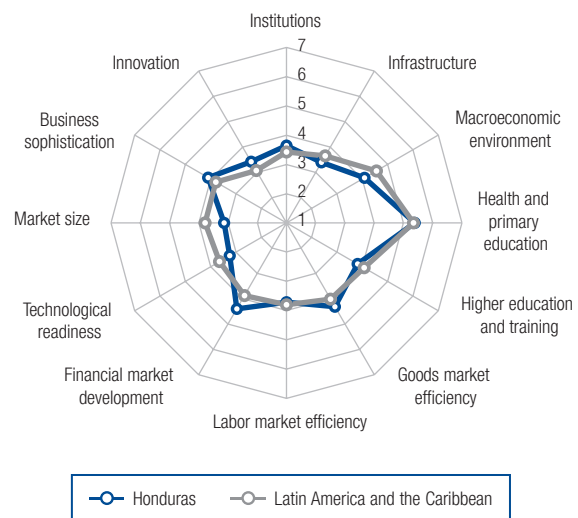 Institutions
Infrastructure
Macroeconomic
environment
Health and
primary
education
Higher education
and training
Goods market
efficiency
Labor market efficiency
Financial market
development
Technological
readiness
Market size
Business
sophistication
Innovation
7
6
5
4
3
2
1
Honduras
Latin America and the Caribbean